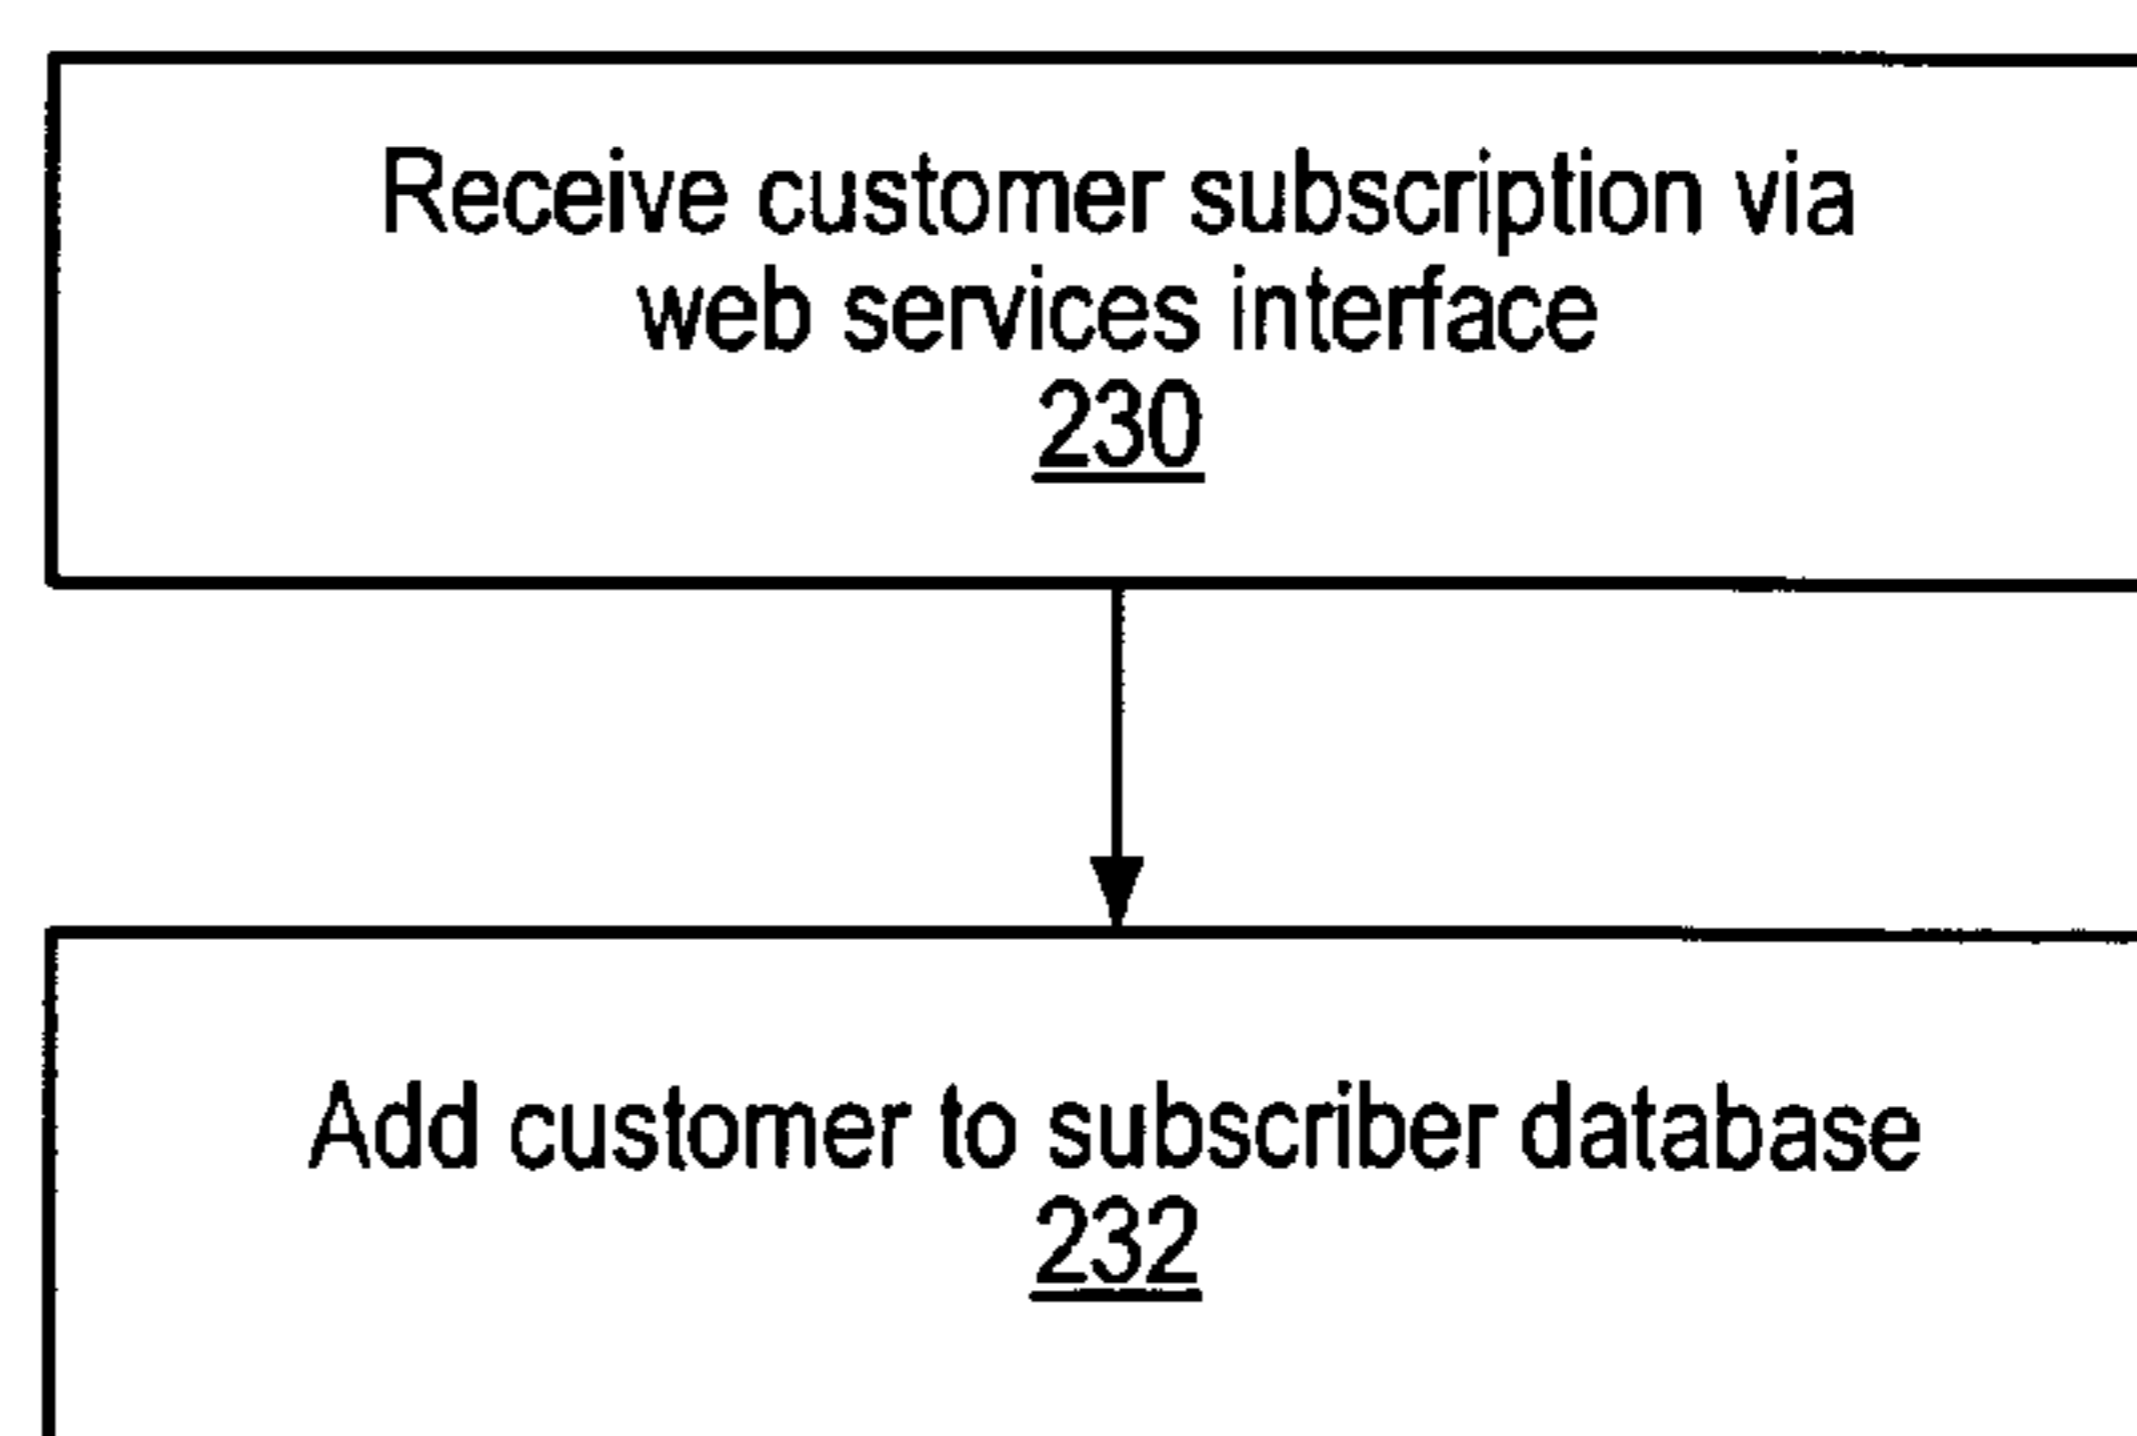 Receive customer subscription via
web services interface
230
Add customer to subscriber database
232